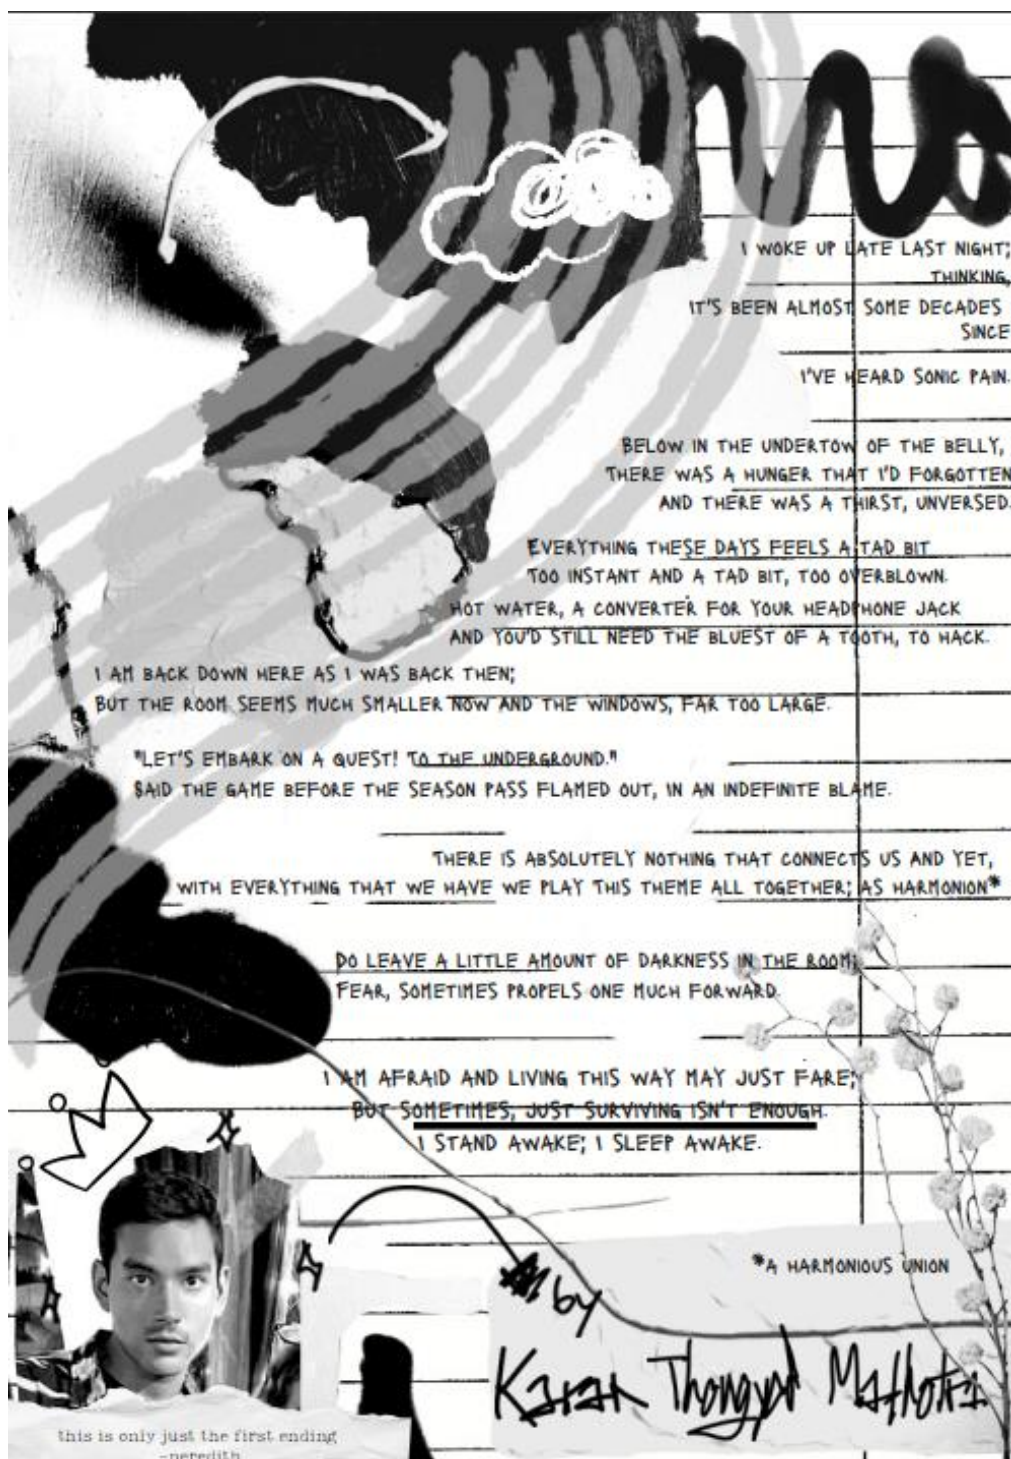 I WOKE UP LATE LAST NIGHT;
THINKING,
IT'S BEEN ALMOST SOME DECADES
SINCE
I'VE HEARD SONIC PAIN.
BELOW IN THE UNDERTOW OF THE BELLY,
THERE WAS A HUNGER THAT I'D FORGOTTEN
AND THERE WAS A THIRST, UNVERSED.
EVERYTHING THESE DAYS FEELS A TAD BIT
TOO INSTANT AND A TAD BIT, TOO OVERBLOWN.
HOT WATER, A CONVERTER FOR YOUR HEADPHONE JACK
AND YOU'D STILL NEED THE BLUEST OF A TOOTH, TO HACK.
I AM BACK DOWN HERE AS I WAS BACK THEN;
BUT THE ROOM SEEMS MUCH SMALLER NOW AND THE WINDOWS, FAR TOO LARGE.
"LET'S EMBARK ON A QUEST! TO THE UNDERGROUND."
SAID THE GAME BEFORE THE SEASON PASS FLAMED OUT, IN AN INDEFINITE BLAME.
THERE IS ABSOLUTELY NOTHING THAT CONNECTS US AND YET,
WITH EVERYTHING THAT WE HAVE WE PLAY THIS THEME ALL TOGETHER; AS HARMONION*
DO LEAVE A LITTLE AMOUNT OF DARKNESS IN THE ROOM;
FEAR, SOMETIMES PROPELS ONE MUCH FORWARD.
I AM AFRAID AND LIVING THIS WAY MAY JUST FARE;
BUT SOMETIMES, JUST SURVIVING ISN'T ENOUGH.
I STAND AWAKE; I SLEEP AWAKE.
*A HARMONIOUS UNION
by
Karan Thongyod Malhotra
this is only just the first ending
-meredith